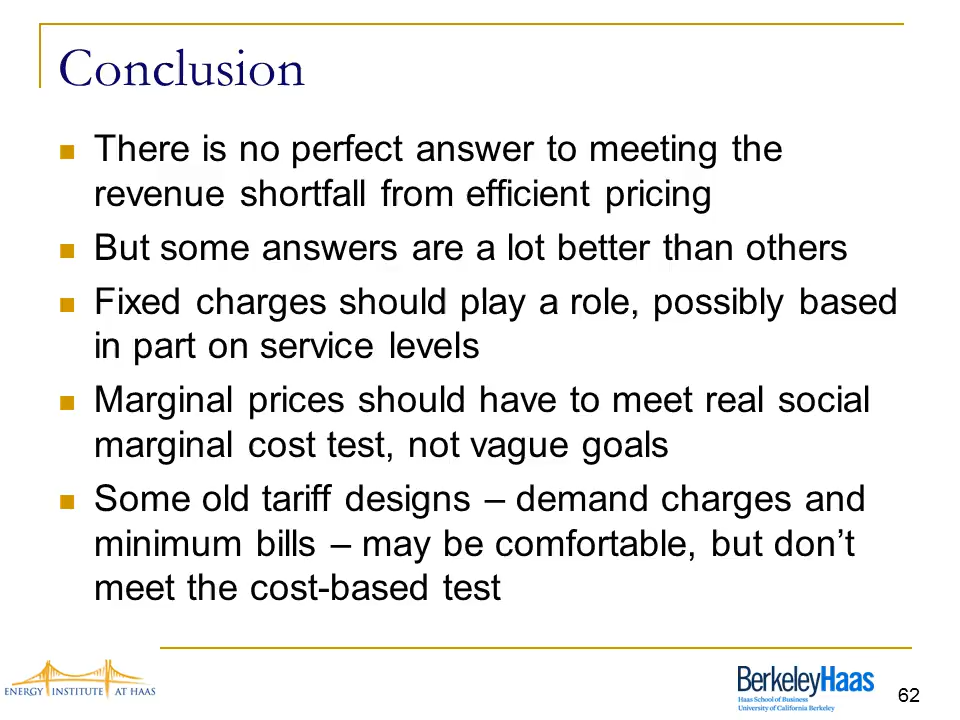 Conclusion
There is no perfect answer to meeting the
revenue shortfall from efficient pricing
But some answers are a lot better than others
Fixed charges should play a role, possibly based
in part on service levels
Marginal prices should have to meet real social
marginal cost test, not vague goals
Some old tariff designs – demand charges and
minimum bills – may be comfortable, but don’t
meet the cost-based test
ENERGY INSTITUTE AT HAAS
BerkeleyHaas
Haas School of Business
University of California Berkeley
62